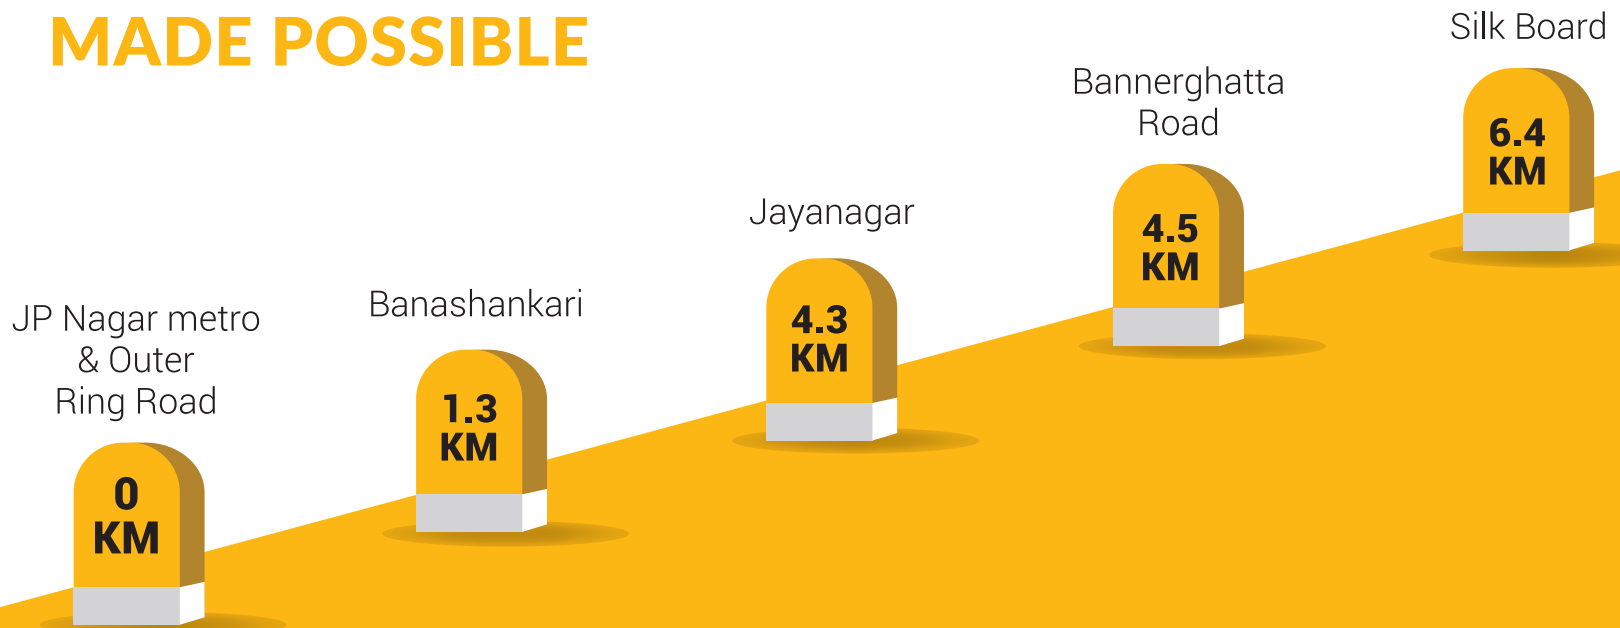 MADE POSSIBLE
JP Nagar metro
& Outer
Ring Road
0
KM
Banashankari
1.3
KM
Jayanagar
4.3
KM
Bannerghatta
Road
4.5
KM
Silk Board
6.4
KM